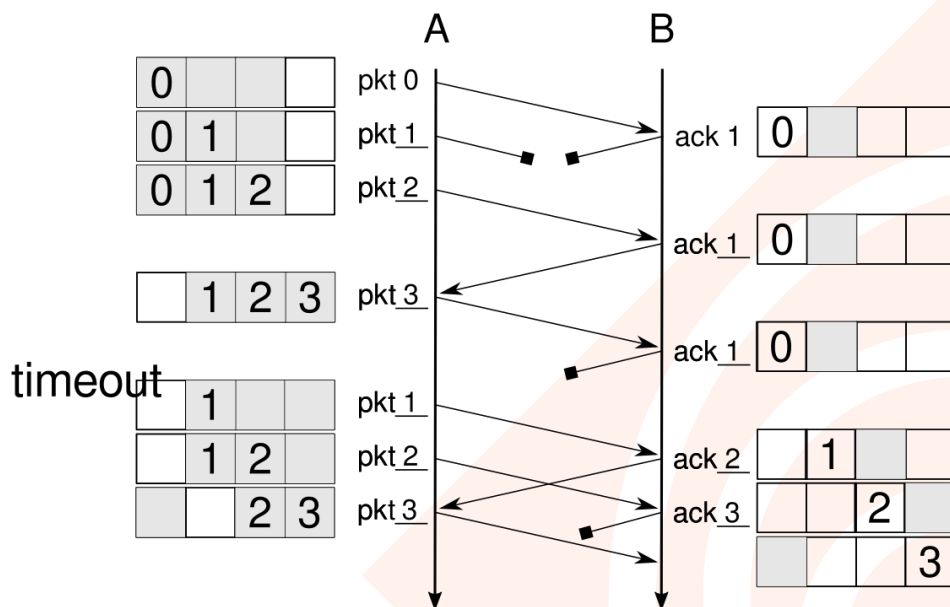 A B
0 pkt 0
0 1 pkt 1 ack 1 0
0 1 2 pkt 2
ack 1 0
1 2 3 pkt 3
ack 1 0
timeout
1 pkt 1
1 2 pkt 2 ack 2 1
2 3 pkt 3 ack 3 2
3